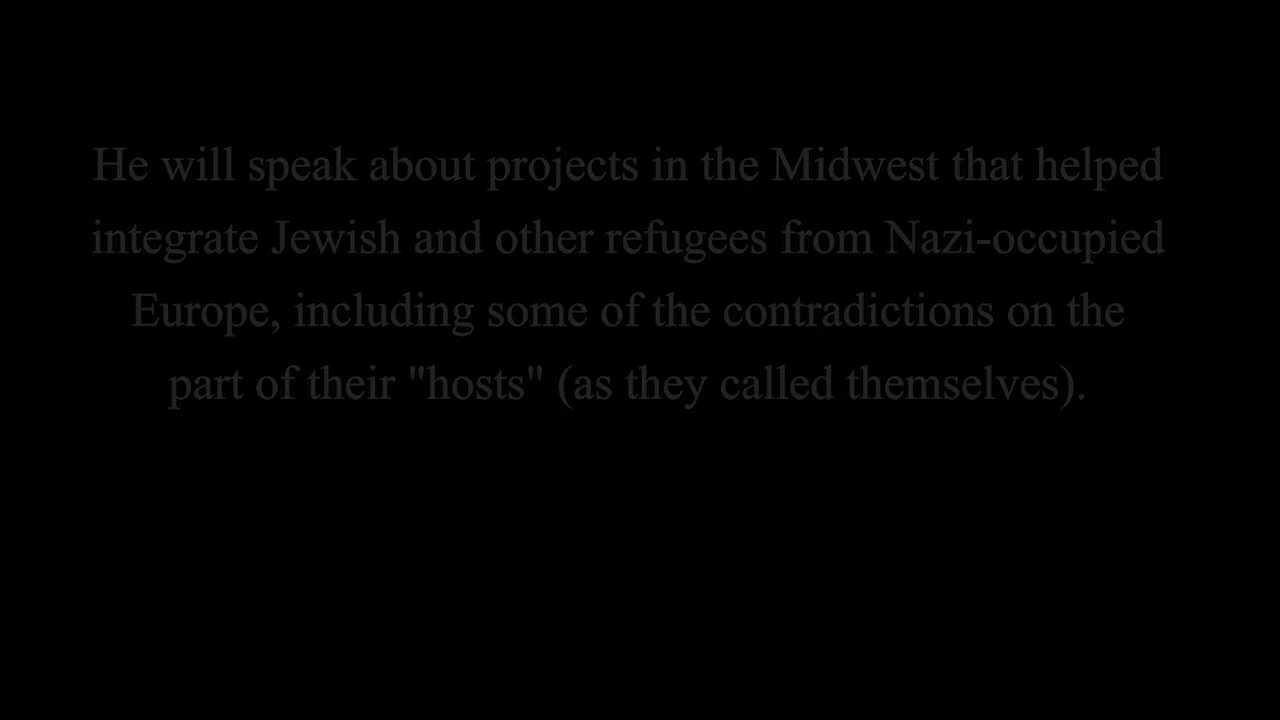 He will speak about projects in the Midwest that helped
integrate Jewish and other refugees from Nazi-occupied
Europe, including some of the contradictions on the
part of their "hosts" (as they called themselves).